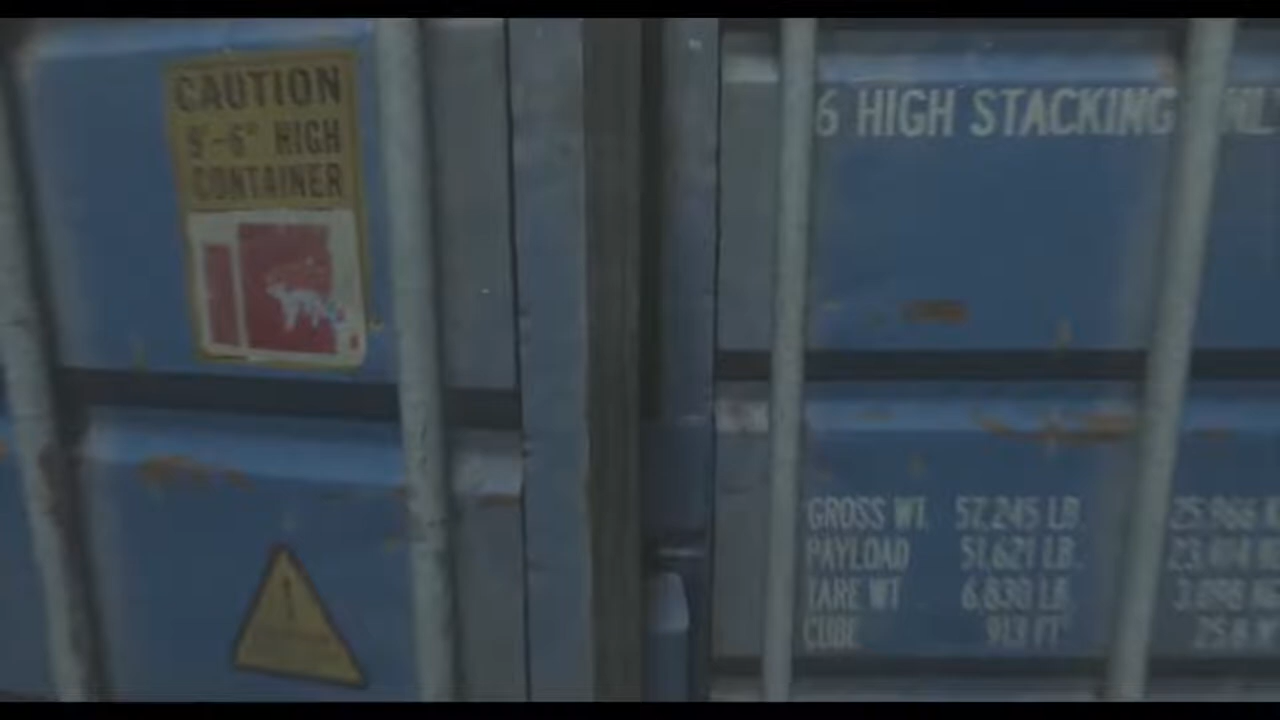 CAUTION
9'-6" HIGH
CONTAINER
6 HIGH STACKING
GROSS WT. 57,245 LB.
PAYLOAD 51,621 LB.
TARE WT. 6,830 LB.
CUBE 913 FT